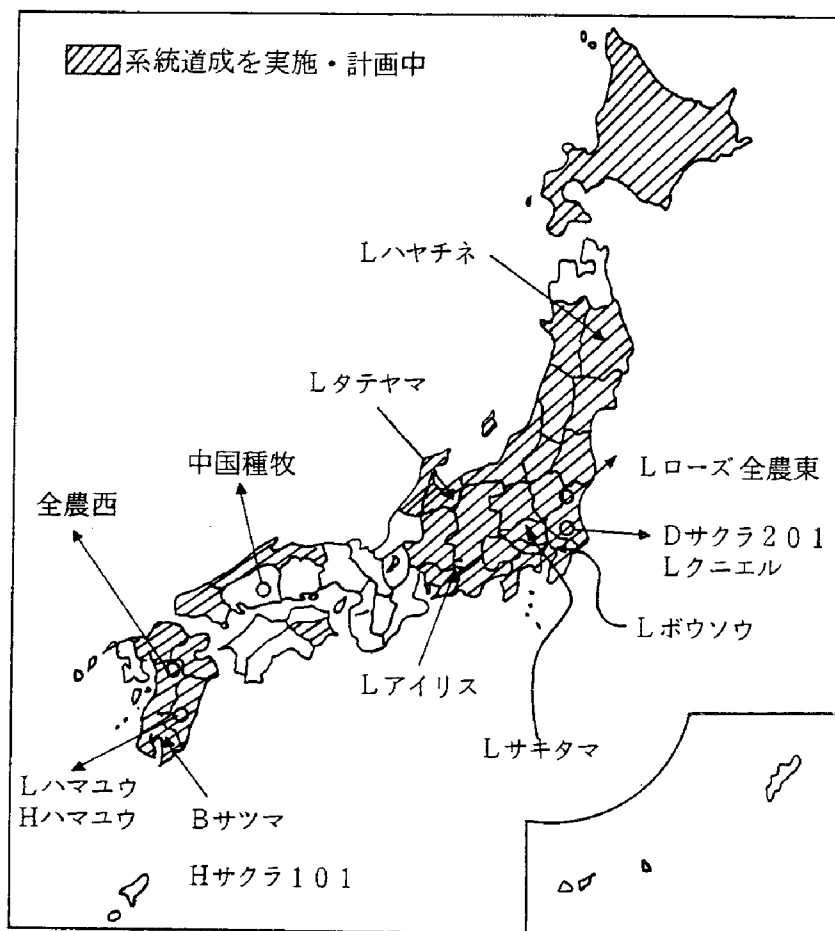 系統道成を実施・計画中
Lハヤチネ
Lタテヤマ
中国種牧
Lローズ 全農東
全農西
Dサクラ201
Lクニエル
Lボウソウ
Lアイリス
Lサキタマ
Lハマユウ
Hハマユウ
Bサツマ
Hサクラ101